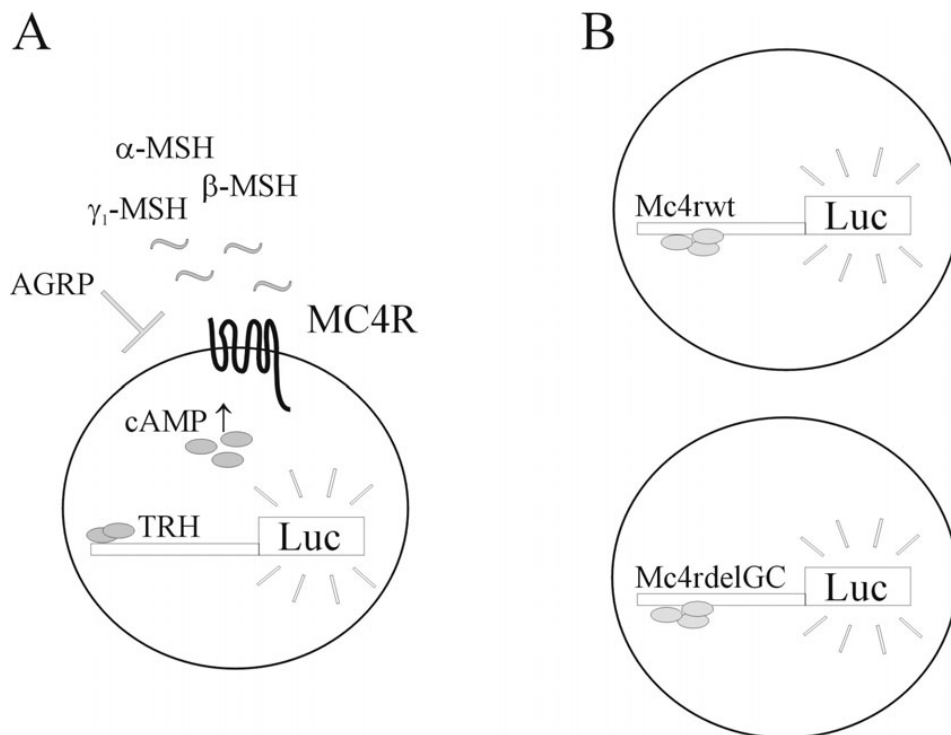 A
α-MSH
β-MSH
γ₁-MSH
AGRP
MC4R
cAMP ↑
TRH
Luc
B
Mc4rwt
Luc
Mc4rdelGC
Luc